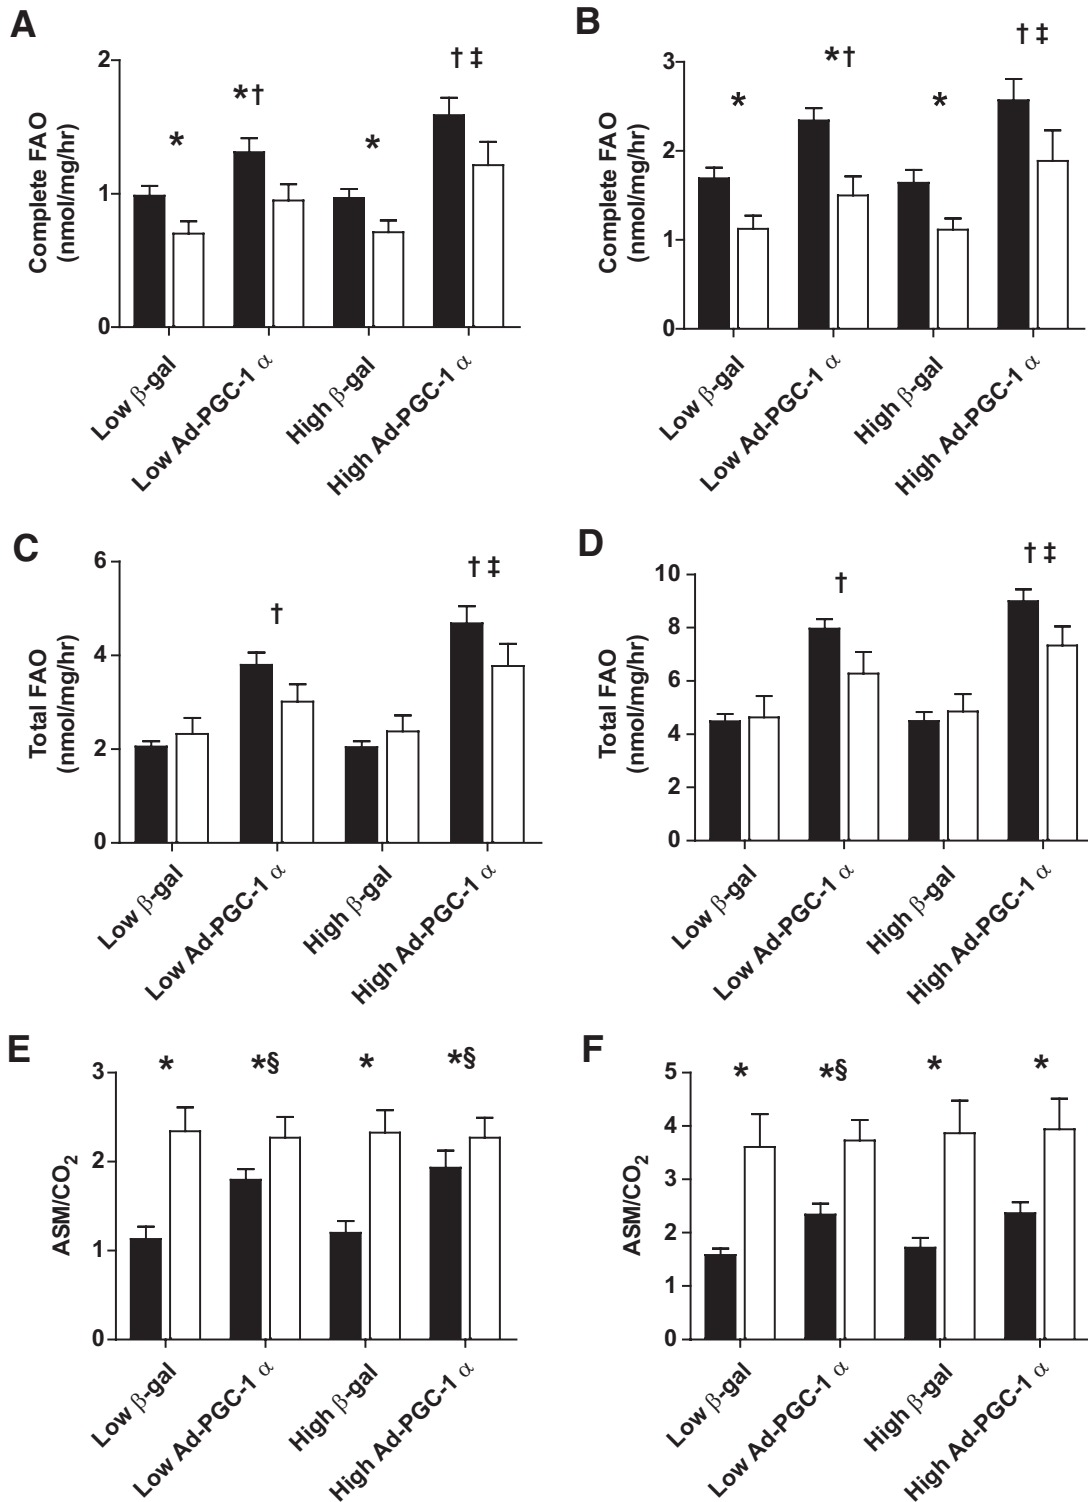 A
Complete FAO
(nmol/mg/hr)
2
1
0
*
*†
*
† ‡
Low β-gal
Low Ad-PGC-1 α
High β-gal
High Ad-PGC-1 α
B
Complete FAO
(nmol/mg/hr)
3
2
1
0
*
*†
*
† ‡
Low β-gal
Low Ad-PGC-1 α
High β-gal
High Ad-PGC-1 α
C
Total FAO
(nmol/mg/hr)
6
4
2
0
†
† ‡
Low β-gal
Low Ad-PGC-1 α
High β-gal
High Ad-PGC-1 α
D
Total FAO
(nmol/mg/hr)
10
8
6
4
2
0
†
† ‡
Low β-gal
Low Ad-PGC-1 α
High β-gal
High Ad-PGC-1 α
E
ASM/CO2
3
2
1
0
*
*§
*
*§
Low β-gal
Low Ad-PGC-1 α
High β-gal
High Ad-PGC-1 α
F
ASM/CO2
5
4
3
2
1
0
*
*§
*
*
Low β-gal
Low Ad-PGC-1 α
High β-gal
High Ad-PGC-1 α